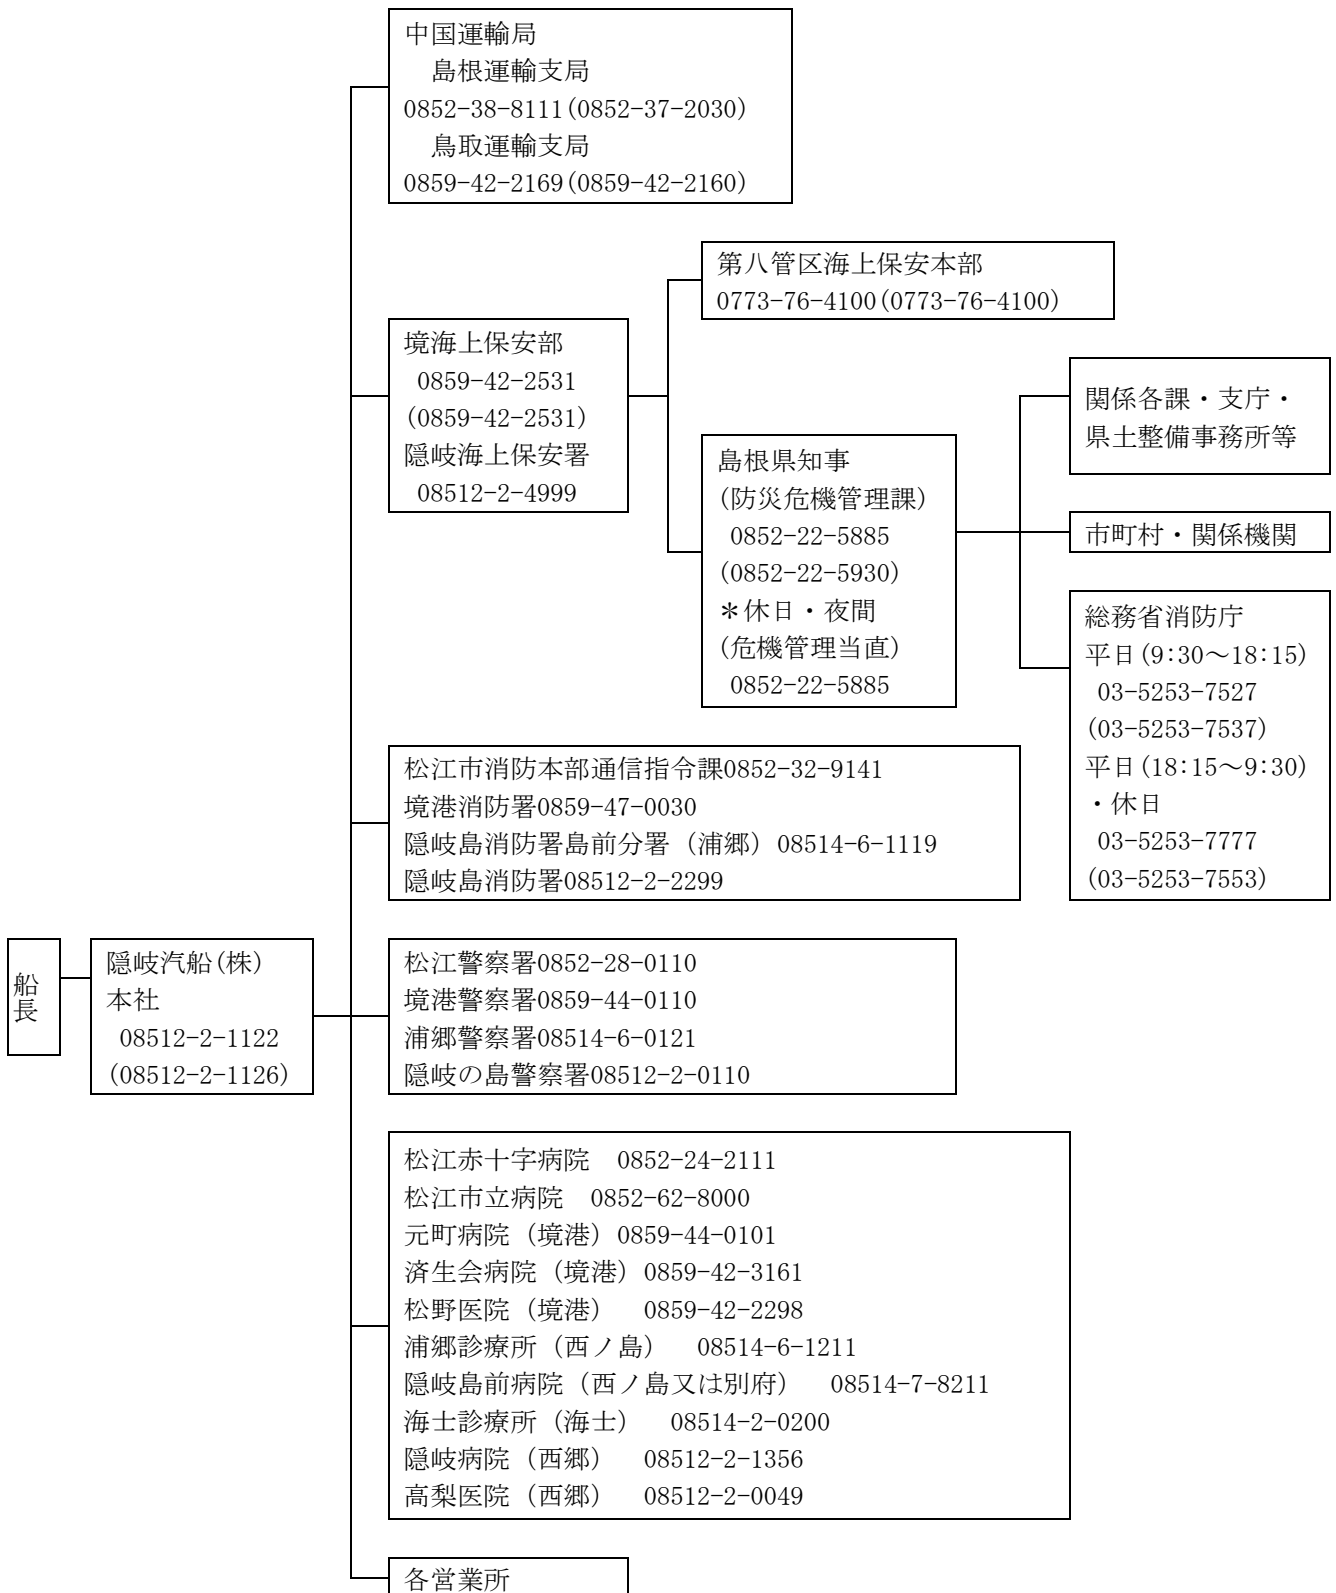 中国運輸局
島根運輸支局
0852-38-8111(0852-37-2030)
鳥取運輸支局
0859-42-2169(0859-42-2160)
第八管区海上保安本部
0773-76-4100(0773-76-4100)
境海上保安部
0859-42-2531
(0859-42-2531)
隠岐海上保安署
08512-2-4999
関係各課・支庁・
県土整備事務所等
島根県知事
(防災危機管理課)
0852-22-5885
(0852-22-5930)
＊休日・夜間
(危機管理当直)
0852-22-5885
市町村・関係機関
総務省消防庁
平日(9:30～18:15)
03-5253-7527
(03-5253-7537)
平日(18:15～9:30)
・休日
03-5253-7777
(03-5253-7553)
松江市消防本部通信指令課0852-32-9141
境港消防署0859-47-0030
隠岐島消防署島前分署（浦郷）08514-6-1119
隠岐島消防署08512-2-2299
船長
隠岐汽船(株)
本社
08512-2-1122
(08512-2-1126)
松江警察署0852-28-0110
境港警察署0859-44-0110
浦郷警察署08514-6-0121
隠岐の島警察署08512-2-0110
松江赤十字病院　0852-24-2111
松江市立病院　0852-62-8000
元町病院（境港）0859-44-0101
済生会病院（境港）0859-42-3161
松野医院（境港）　0859-42-2298
浦郷診療所（西ノ島）　08514-6-1211
隠岐島前病院（西ノ島又は別府）　08514-7-8211
海士診療所（海士）　08514-2-0200
隠岐病院（西郷）　08512-2-1356
高梨医院（西郷）　08512-2-0049
各営業所